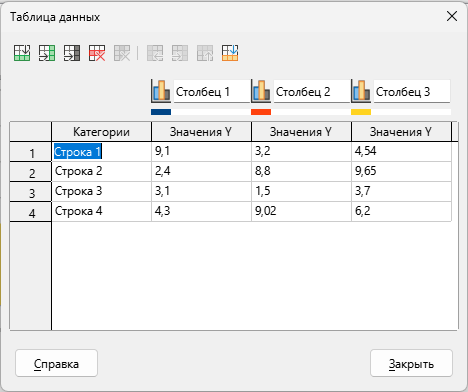 Таблица данных
Столбец 1 Столбец 2 Столбец 3
Категории Значения Y Значения Y Значения Y
1 Строка 1 9,1 3,2 4,54
2 Строка 2 2,4 8,8 9,65
3 Строка 3 3,1 1,5 3,7
4 Строка 4 4,3 9,02 6,2
Справка Закрыть